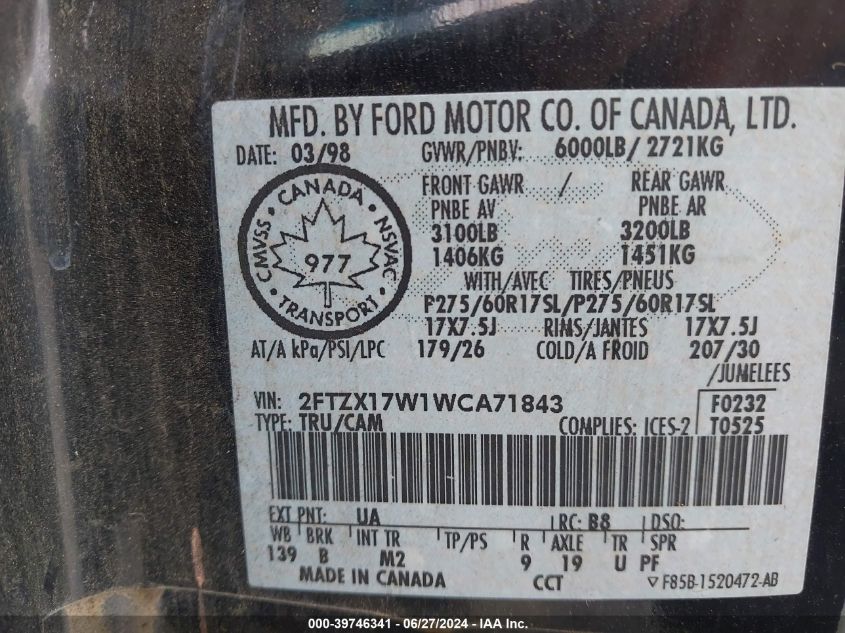 MFD. BY FORD MOTOR CO. OF CANADA, LTD.
DATE: 03/98 GVWR/PNBV: 6000LB/ 2721KG
FRONT GAWR / REAR GAWR
PNBE AV PNBE AR
3100LB 3200LB
1406KG 1451KG
WITH/AVEC TIRES/PNEUS
P275/60R17SL/P275/60R17SL
17X7.5J RIMS/JANTES 17X7.5J
AT/A kPa/PSI/LPC 179/26 COLD/A FROID 207/30
/JUMELEES
CANADA
CMVSS • NSVAC
977
TRANSPORT
VIN: 2FTZX17W1WCA71843 F0232
TYPE: TRU/CAM COMPLIES: ICES-2 T0525
EXT PNT: UA RC: B8 DSO:
WB BRK INT TR TP/PS R AXLE TR SPR
139 B M2 9 19 U PF
MADE IN CANADA CCT ▽ F85B-1520472-AB
000-39746341 - 06/27/2024 - IAA Inc.